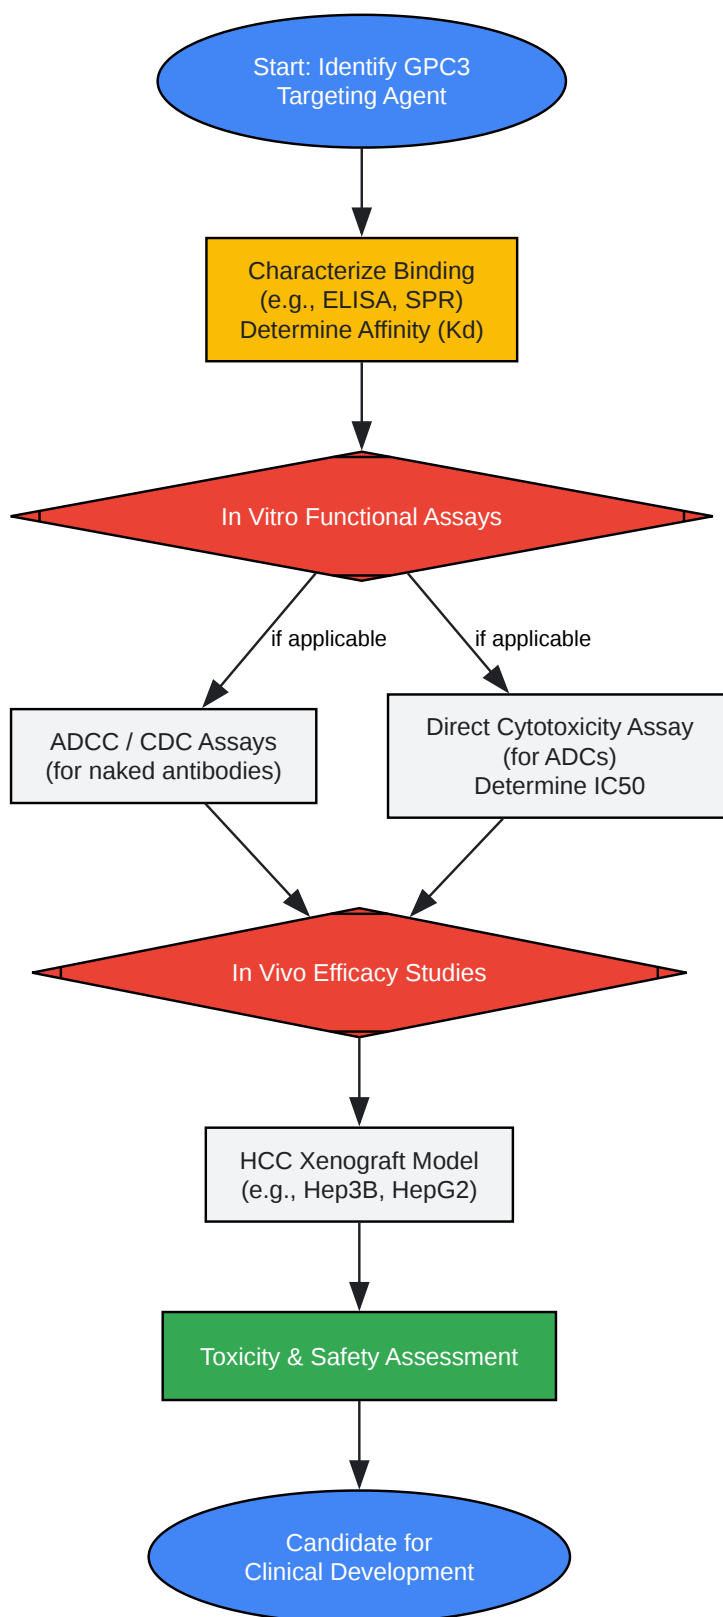 Start: Identify GPC3
Targeting Agent
Characterize Binding
(e.g., ELISA, SPR)
Determine Affinity (Kd)
In Vitro Functional Assays
if applicable
if applicable
ADCC / CDC Assays
(for naked antibodies)
Direct Cytotoxicity Assay
(for ADCs)
Determine IC50
In Vivo Efficacy Studies
HCC Xenograft Model
(e.g., Hep3B, HepG2)
Toxicity & Safety Assessment
Candidate for
Clinical Development